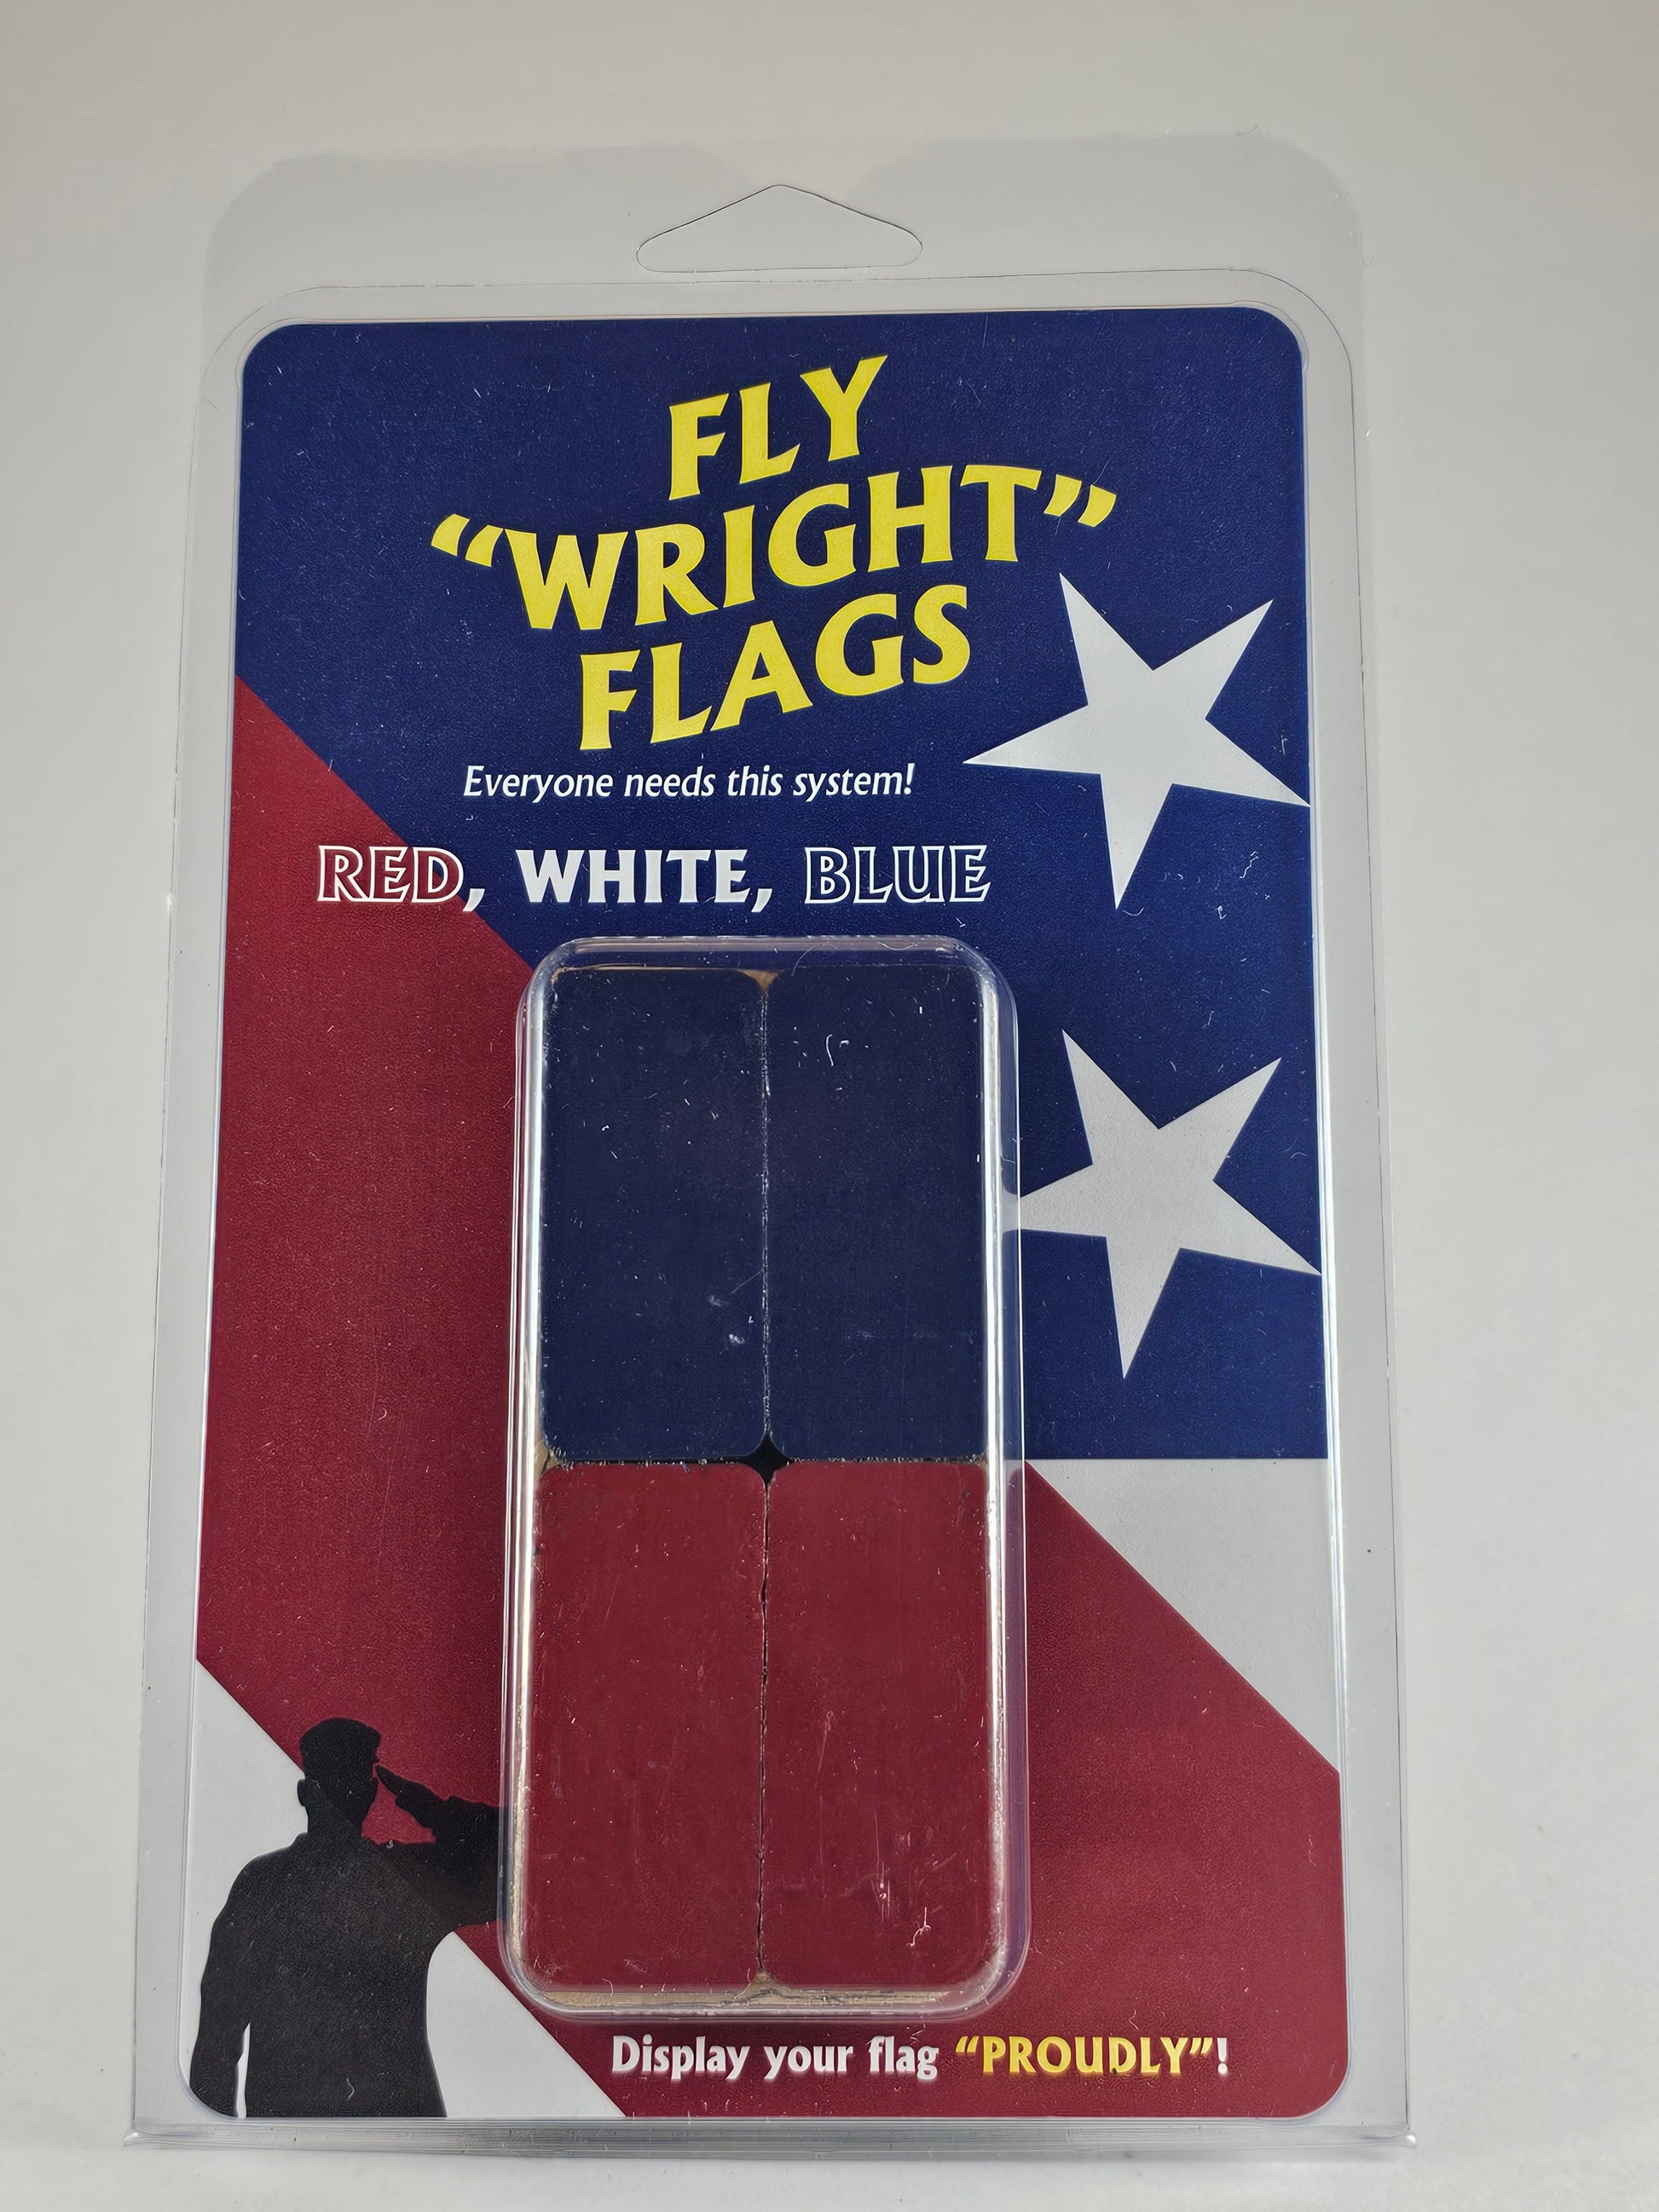 FLY
“WRIGHT”
FLAGS
Everyone needs this system!
RED, WHITE, BLUE
Display your flag “PROUDLY”!